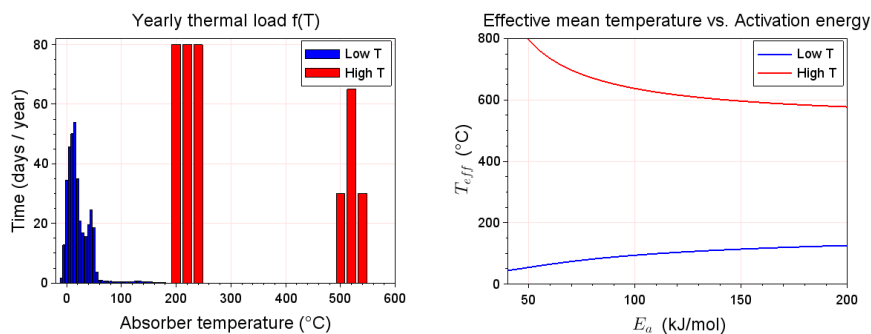 Yearly thermal load f(T)
80
60
40
20
0
Time (days / year)
Low T
High T
0 100 200 300 400 500 600
Absorber temperature (°C)
Effective mean temperature vs. Activation energy
800
600
400
200
0
T_eff (°C)
Low T
High T
50 100 150 200
E_a (kJ/mol)